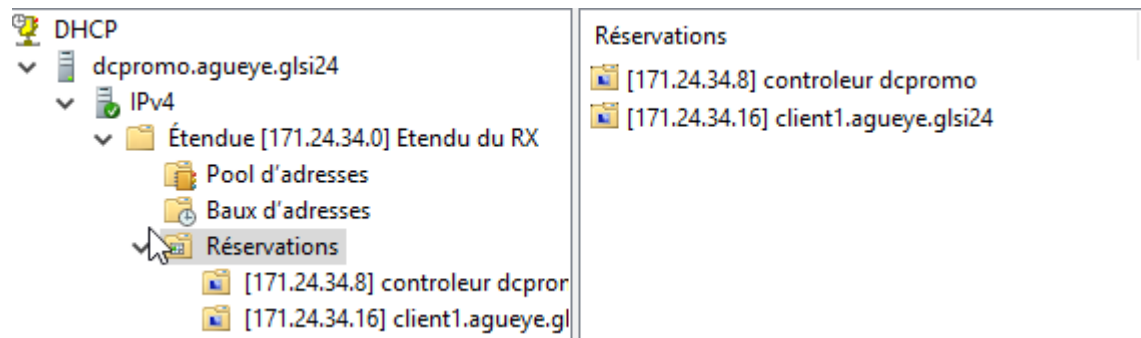 DHCP
dcpromo.agueye.glsi24
IPv4
Étendue [171.24.34.0] Etendu du RX
Pool d'adresses
Baux d'adresses
Réservations
[171.24.34.8] controleur dcpror
[171.24.34.16] client1.agueye.gl
Réservations
[171.24.34.8] controleur dcpromo
[171.24.34.16] client1.agueye.glsi24